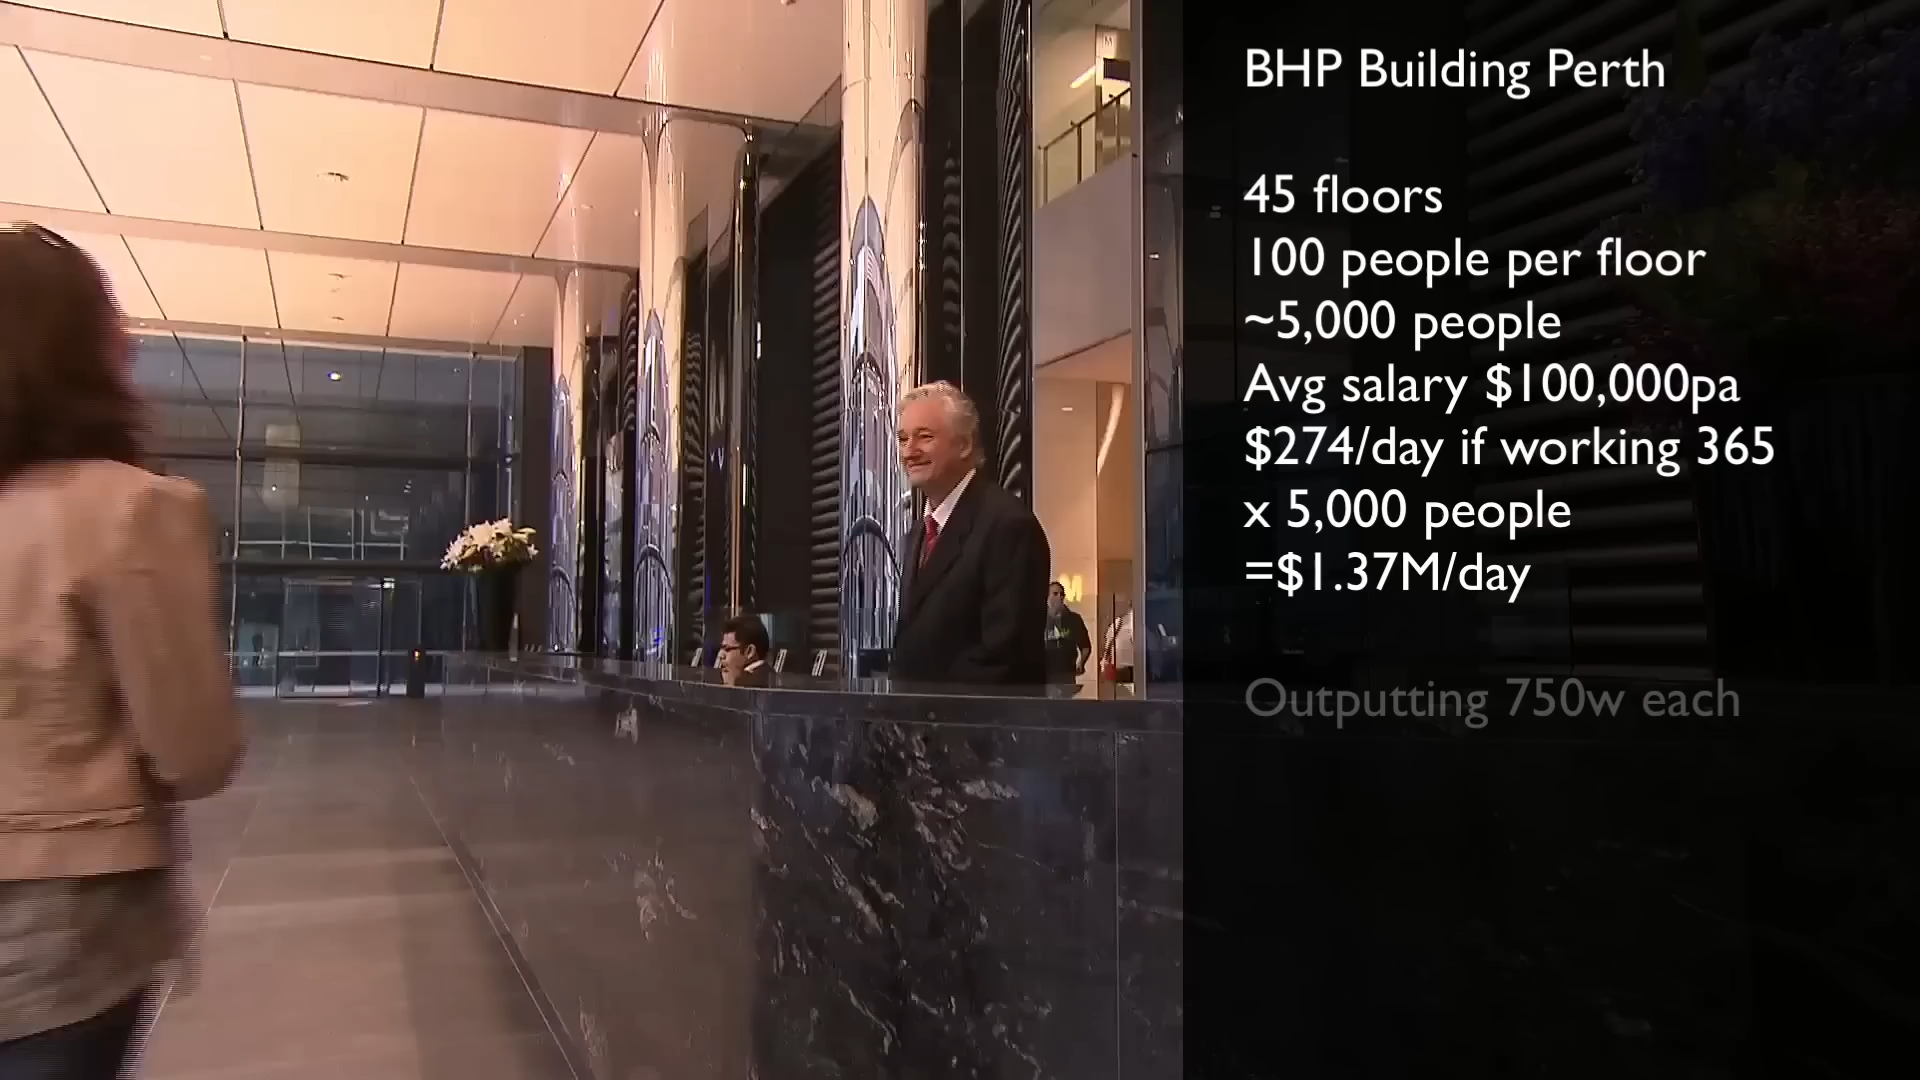 BHP Building Perth
45 floors
100 people per floor
~5,000 people
Avg salary $100,000pa
$274/day if working 365
x 5,000 people
=$1.37M/day
Outputting 750w each